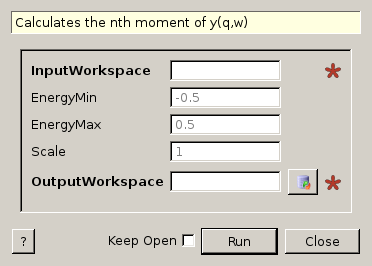 Calculates the nth moment of y(q,w)
InputWorkspace *
EnergyMin -0.5
EnergyMax 0.5
Scale 1
OutputWorkspace *
? Keep Open Run Close